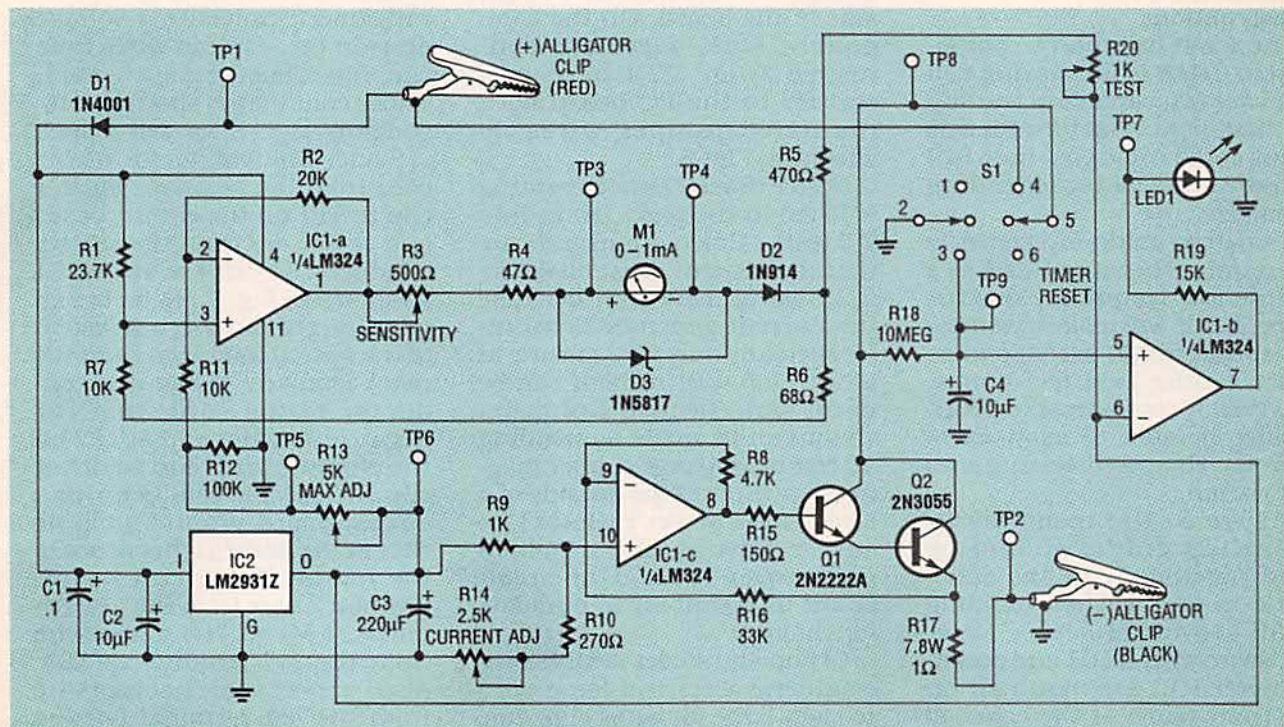 TP1
(+) ALLIGATOR
CLIP
(RED)
D1
1N4001
R2
20K
R1
23.7K
2
−
4
IC1-a
¼LM324
1
3
+
11
R3
500Ω
SENSITIVITY
R4
47Ω
TP3
TP4
M1
0–1mA
+
−
D2
1N914
D3
1N5817
R5
470Ω
R6
68Ω
TP8
R20
1K
TEST
TP7
LED1
1
S1
4
2
5
3
6
TIMER
RESET
TP9
R18
10MEG
C4
+
10µF
R19
15K
IC1-b
¼LM324
5
+
7
6
−
R7
10K
R11
10K
R12
100K
TP5
R13
5K
MAX ADJ
TP6
IC2
LM2931Z
I
O
G
C1
+
.1
C2
+
10µF
C3
+
220µF
R14
2.5K
CURRENT ADJ
R9
1K
R10
270Ω
9
−
10
+
8
IC1-c
¼LM324
R8
4.7K
R15
150Ω
R16
33K
Q1
2N2222A
Q2
2N3055
R17
7.8W
1Ω
TP2
(−) ALLIGATOR
CLIP
(BLACK)